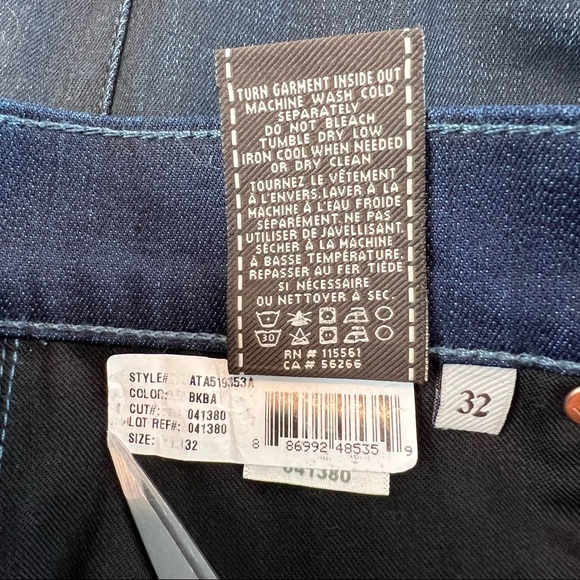 TURN GARMENT INSIDE OUT
MACHINE WASH COLD
SEPARATELY
DO NOT BLEACH
TUMBLE DRY LOW
IRON COOL WHEN NEEDED
OR DRY CLEAN
TOURNEZ LE VÊTEMENT
À L'ENVERS.LAVER À LA
MACHINE À L'EAU FROIDE
SÉPARÉMENT. NE PAS
UTILISER DE JAVELLISANT.
SÉCHER À LA MACHINE
À BASSE TEMPÉRATURE.
REPASSER AU FER TIÈDE
SI NÉCESSAIRE
OU NETTOYER À SEC.
30
RN # 115561
CA # 56266
STYLE# ATA519353A
COLOR: BKBA
CUT#: 041380
LOT REF#: 041380
SIZE: 32
8 86992 48535 9
041380
32